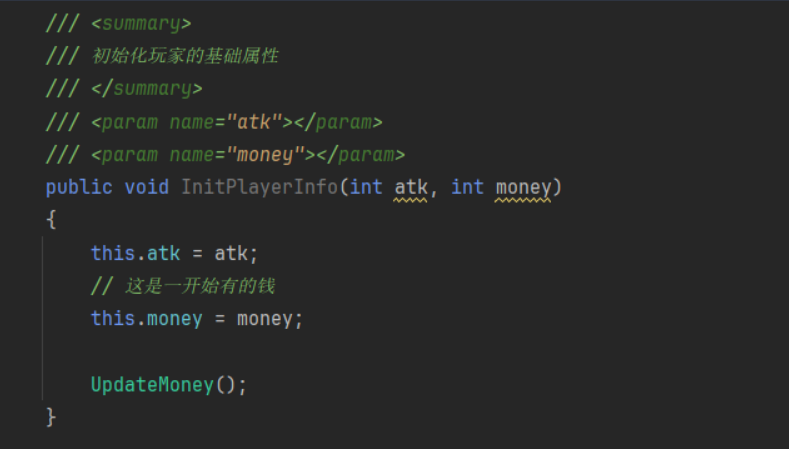 /// <summary>
/// 初始化玩家的基础属性
/// </summary>
/// <param name="atk"></param>
/// <param name="money"></param>
public void InitPlayerInfo(int atk, int money)
{
    this.atk = atk;
    // 这是一开始有的钱
    this.money = money;

    UpdateMoney();
}